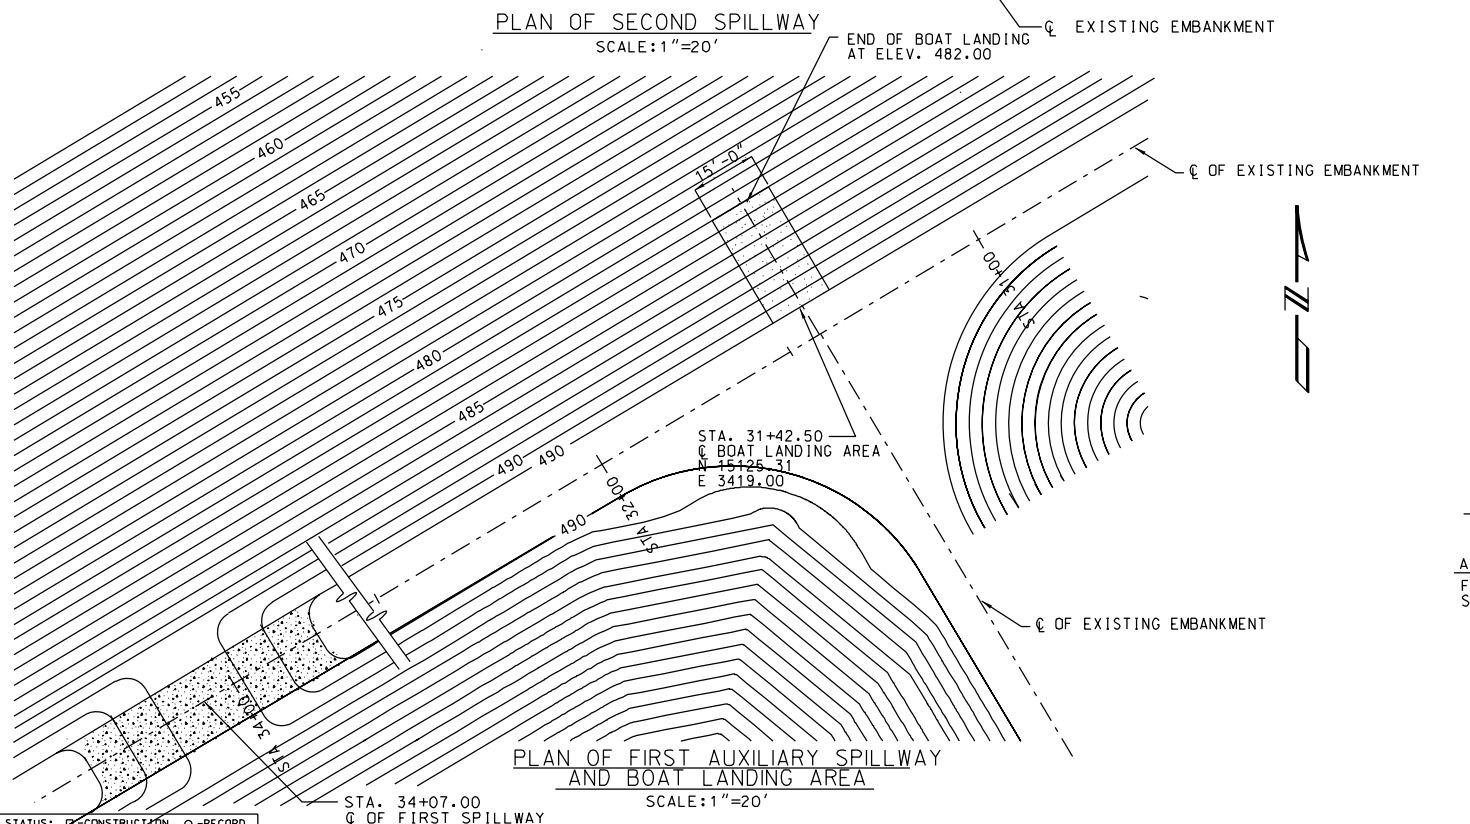 PLAN OF SECOND SPILLWAY
SCALE: 1"=20'
℄ EXISTING EMBANKMENT
END OF BOAT LANDING
AT ELEV. 482.00
455
460
465
470
475
480
485
490
490
490
15'-0"
℄ OF EXISTING EMBANKMENT
STA 31+00
N
STA. 31+42.50
℄ BOAT LANDING AREA
N 15125.31
E 3419.00
STA 32+00
A
F
S
℄ OF EXISTING EMBANKMENT
STA 34+00
PLAN OF FIRST AUXILIARY SPILLWAY
AND BOAT LANDING AREA
SCALE: 1"=20'
STA. 34+07.00
℄ OF FIRST SPILLWAY
STATUS: -CONSTRUCTION -RECORD